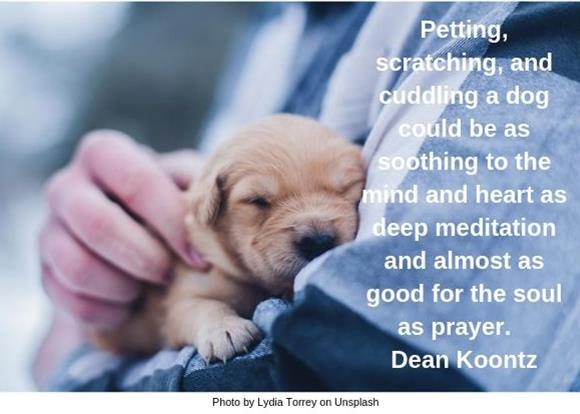 Petting,
scratching, and
cuddling a dog
could be as
soothing to the
mind and heart as
deep meditation
and almost as
good for the soul
as prayer.
Dean Koontz
Photo by Lydia Torrey on Unsplash